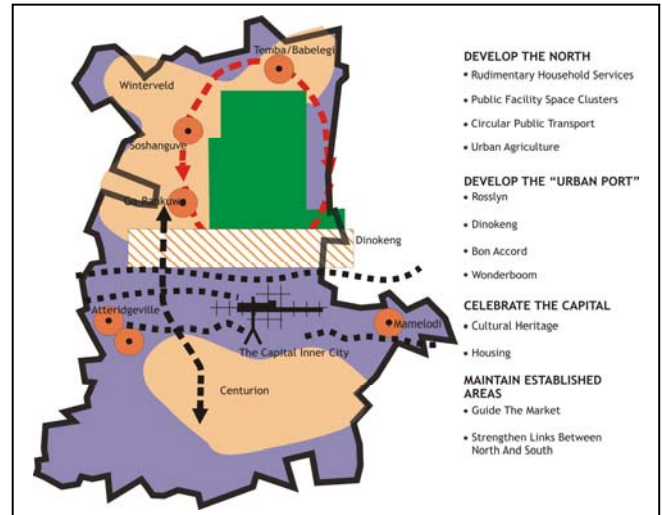 Temba/Babelegi
Winterveld
Soshanguve
Ga-Rankuwa
Dinokeng
Atteridgeville
Mamelodi
The Capital Inner City
Centurion
DEVELOP THE NORTH
• Rudimentary Household Services
• Public Facility Space Clusters
• Circular Public Transport
• Urban Agriculture
DEVELOP THE “URBAN PORT”
• Rosslyn
• Dinokeng
• Bon Accord
• Wonderboom
CELEBRATE THE CAPITAL
• Cultural Heritage
• Housing
MAINTAIN ESTABLISHED
AREAS
• Guide The Market
• Strengthen Links Between
North And South